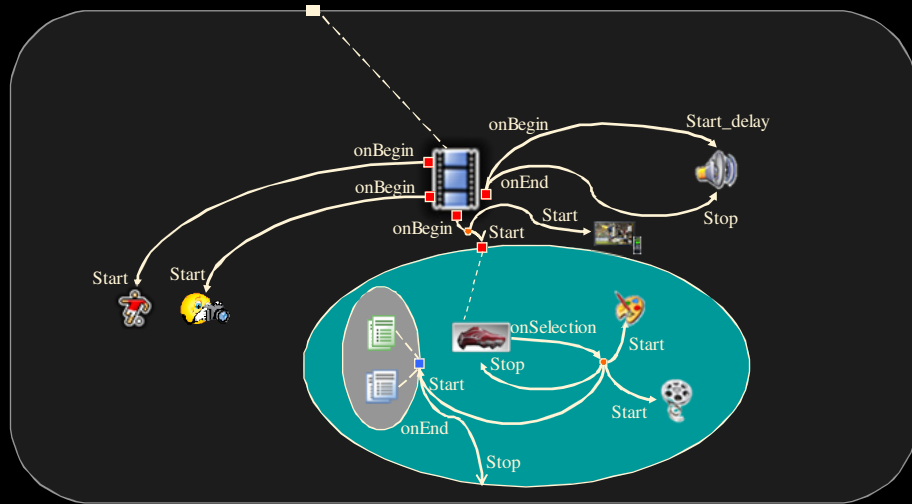 Start_delay
onBegin
onBegin
onEnd
onBegin
Start
Stop
onBegin
Start
Start
Start
onSelection
Start
Stop
Start
Start
onEnd
Stop